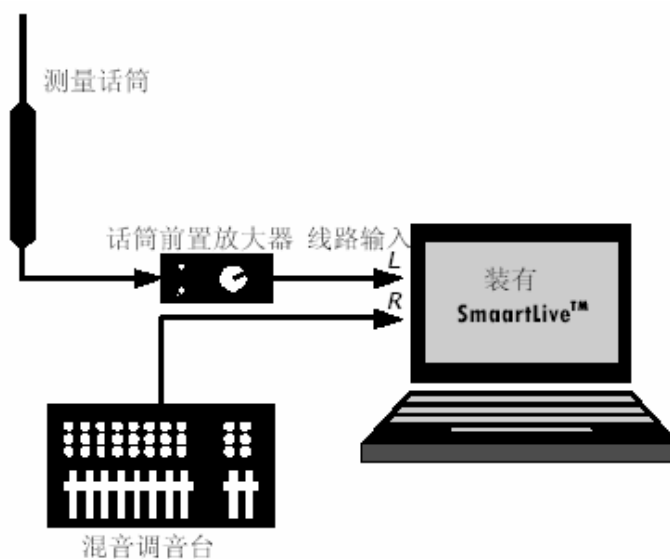 测量话筒
话筒前置放大器 线路输入
L
R
装有
SmaartLive™
混音调音台